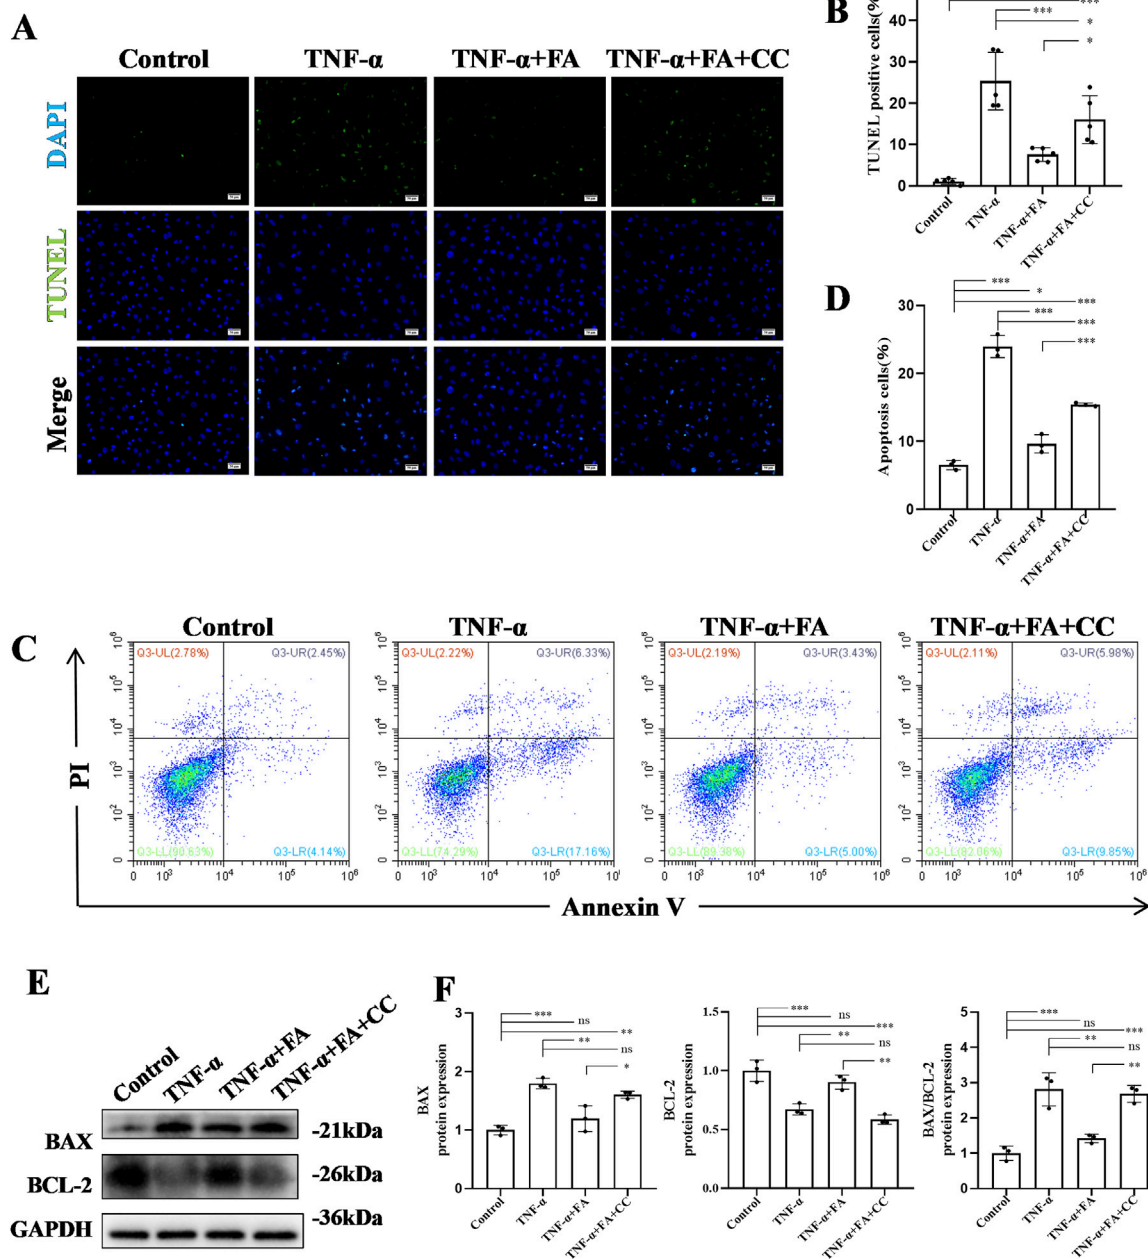 A
Control TNF-α TNF-α+FA TNF-α+FA+CC
DAPI
TUNEL
Merge
B
TUNEL positive cells(%)
40
30
20
10
0
***
***
*
*
Control TNF-α TNF-α+FA TNF-α+FA+CC
D
Apoptosis cells(%)
30
20
10
0
***
*
***
***
***
***
Control TNF-α TNF-α+FA TNF-α+FA+CC
C
Control TNF-α TNF-α+FA TNF-α+FA+CC
Q3-UL(2.78%) Q3-UR(2.45%) Q3-UL(2.22%) Q3-UR(6.33%) Q3-UL(2.19%) Q3-UR(3.43%) Q3-UL(2.11%) Q3-UR(5.98%)
Q3-LL(90.63%) Q3-LR(4.14%) Q3-LL(74.29%) Q3-LR(17.16%) Q3-LL(89.38%) Q3-LR(5.00%) Q3-LL(82.06%) Q3-LR(9.85%)
PI
Annexin V
E
Control TNF-α TNF-α+FA TNF-α+FA+CC
BAX -21kDa
BCL-2 -26kDa
GAPDH -36kDa
F
BAX
protein expression
3
2
1
0
***
ns
**
**
ns
*
Control TNF-α TNF-α+FA TNF-α+FA+CC
BCL-2
protein expression
1.5
1.0
0.5
0.0
***
ns
***
**
ns
**
Control TNF-α TNF-α+FA TNF-α+FA+CC
BAX/BCL-2
protein expression
5
4
3
2
1
0
***
ns
***
**
ns
**
Control TNF-α TNF-α+FA TNF-α+FA+CC